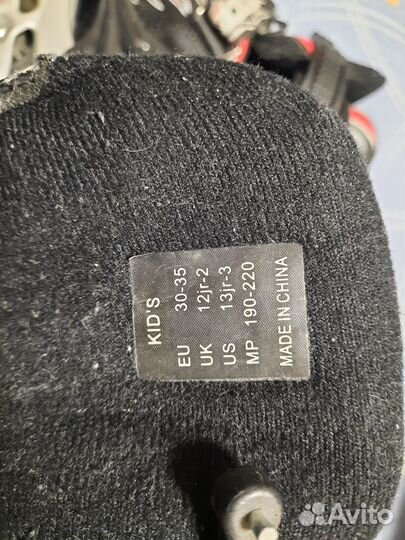 KID'S
EU 30-35
UK 12jr-2
US 13jr-3
MP 190-220
MADE IN CHINA
Avito